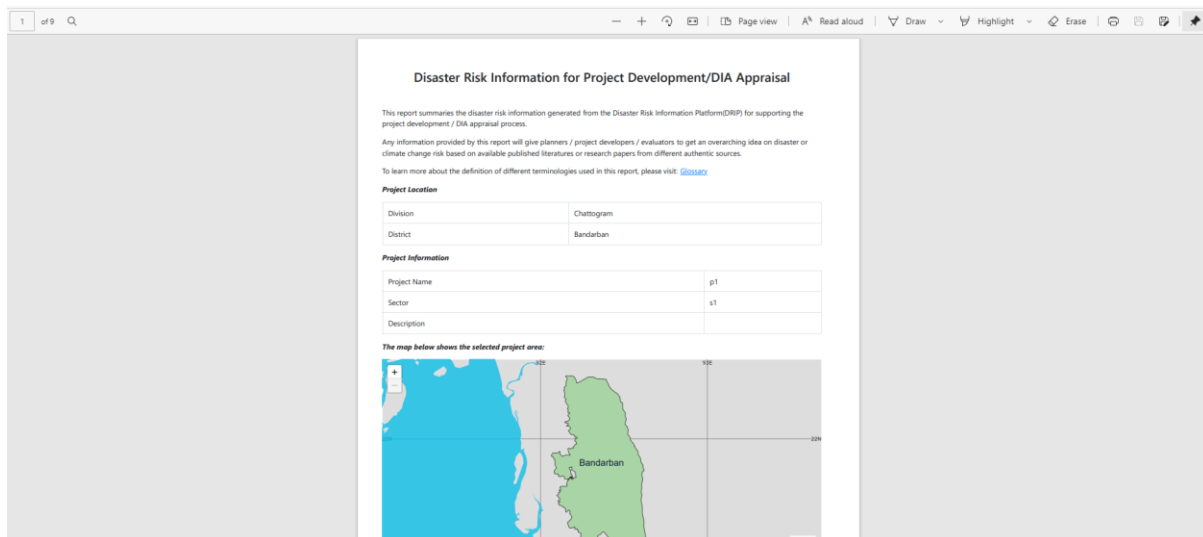 1 of 9 Page view Read aloud Draw Highlight Erase
Disaster Risk Information for Project Development/DIA Appraisal
This report summaries the disaster risk information generated from the Disaster Risk Information Platform(DRIP) for supporting the
project development / DIA appraisal process.
Any information provided by this report will give planners / project developers / evaluators to get an overarching idea on disaster or
climate change risk based on available published literatures or research papers from different authentic sources.
To learn more about the definition of different terminologies used in this report, please visit: Glossary
Project Location
Division Chattogram
District Bandarban
Project Information
Project Name p1
Sector s1
Description
The map below shows the selected project area:
92E 93E
+
−
22N 22N
Bandarban